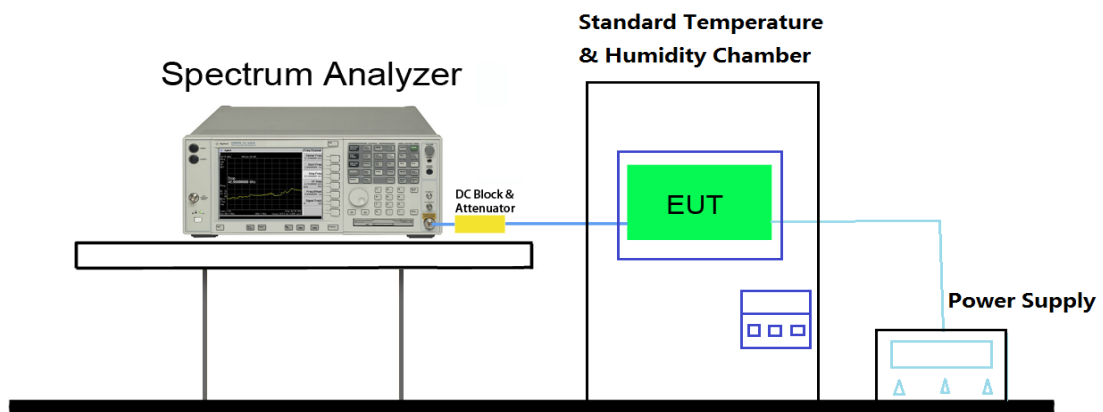 Standard Temperature
& Humidity Chamber
Spectrum Analyzer
DC Block &
Attenuator
EUT
Power Supply